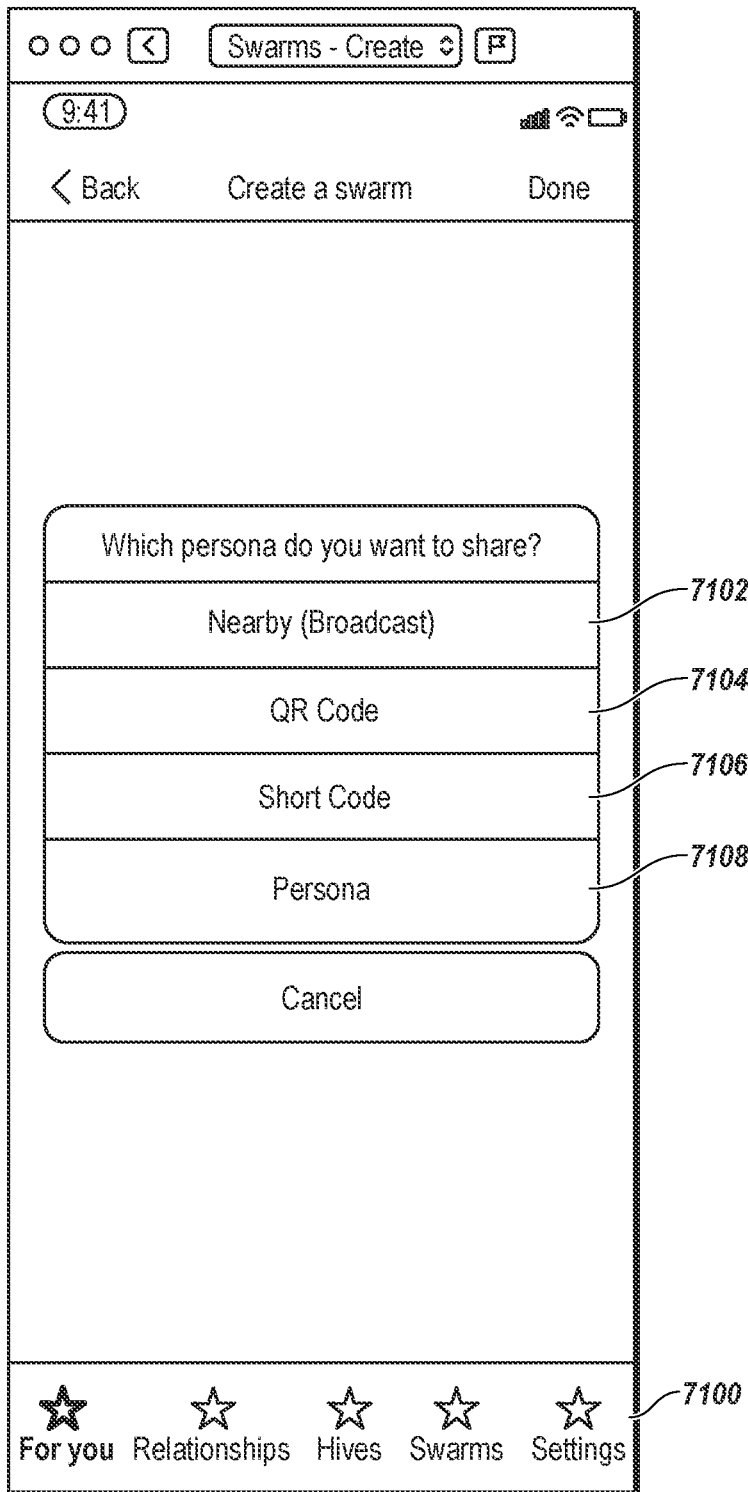 Swarms - Create
9:41
Back Create a swarm Done
Which persona do you want to share?
Nearby (Broadcast)
7102
QR Code
7104
Short Code
7106
Persona
7108
Cancel
7100
For you Relationships Hives Swarms Settings